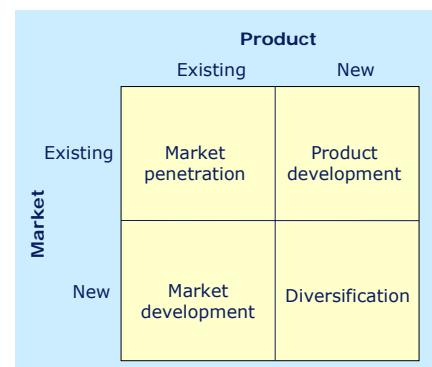 Product
Existing New
Existing
Market
penetration
Product
development
Market
New
Market
development
Diversification